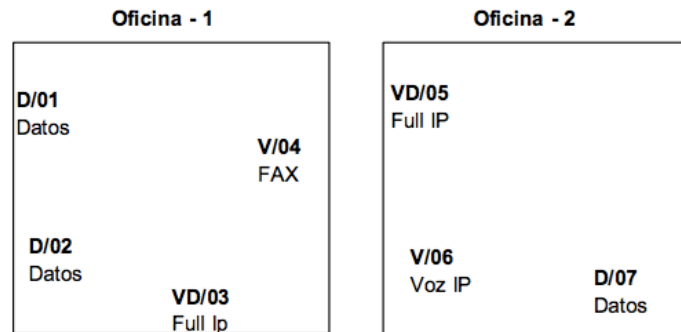 Oficina - 1
D/01
Datos
V/04
FAX
D/02
Datos
VD/03
Full Ip
Oficina - 2
VD/05
Full IP
V/06
Voz IP
D/07
Datos